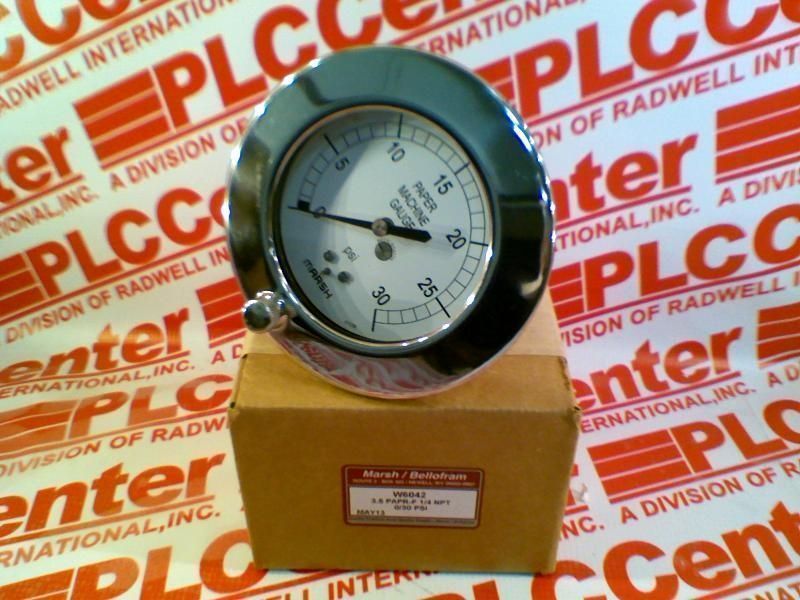 PLCCenter
A DIVISION OF RADWELL INTERNATIONAL, INC.
0
5
10
15
20
25
30
PAPER
MACHINE
GAUGE
psi
MARSH
Marsh / Bellofram
W6042
3.5 PAPR-F 1/4 NPT
0/30 PSI
MAY13